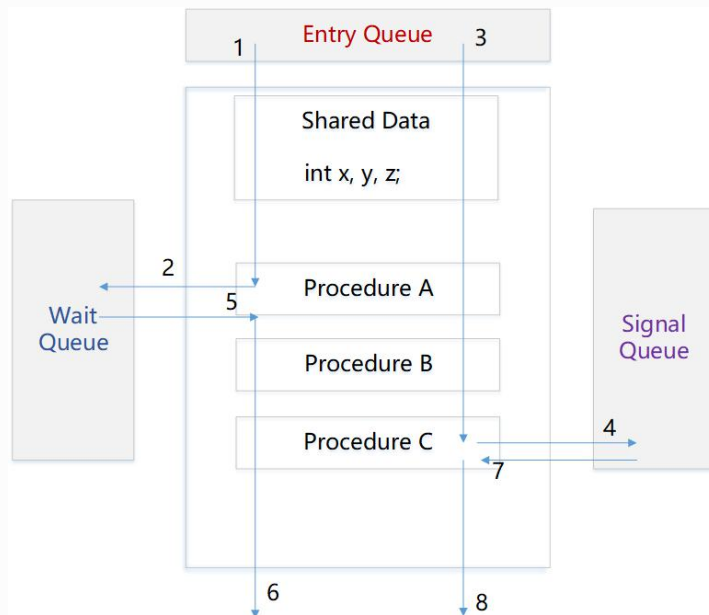 Entry Queue
1
3
Shared Data
int x, y, z;
2
Procedure A
5
Wait
Queue
Signal
Queue
Procedure B
Procedure C
4
7
6
8